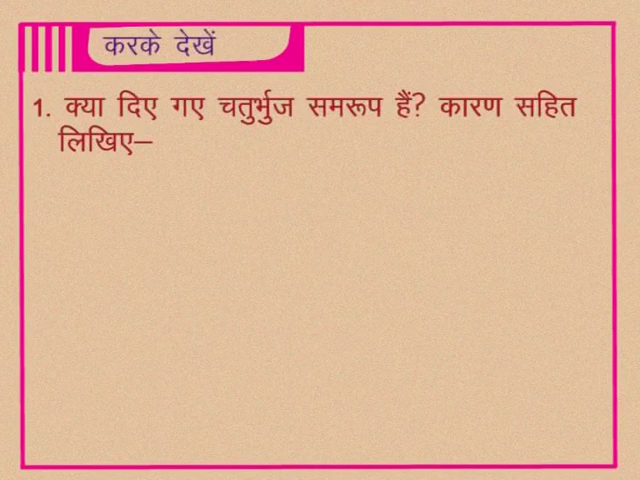 करके देखें
1. क्या दिए गए चतुर्भुज समरूप हैं? कारण सहित
लिखिए–